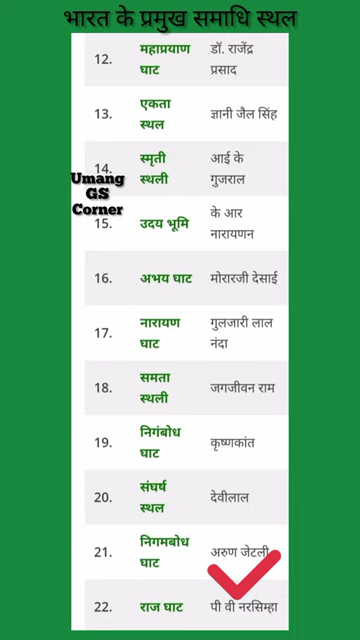 भारत के प्रमुख समाधि स्थल
12. महाप्रयाण डॉ. राजेंद्र
घाट प्रसाद
13. एकता ज्ञानी जैल सिंह
स्थल
14. स्मृती आई के
स्थली गुजराल
Umang
GS
Corner
15. उदय भूमि के आर
नारायणन
16. अभय घाट मोरारजी देसाई
17. नारायण गुलजारी लाल
घाट नंदा
18. समता जगजीवन राम
स्थली
19. निगंबोध कृष्णकांत
घाट
20. संघर्ष देवीलाल
स्थल
21. निगमबोध अरुण जेटली
घाट
22. राज घाट पी वी नरसिम्हा